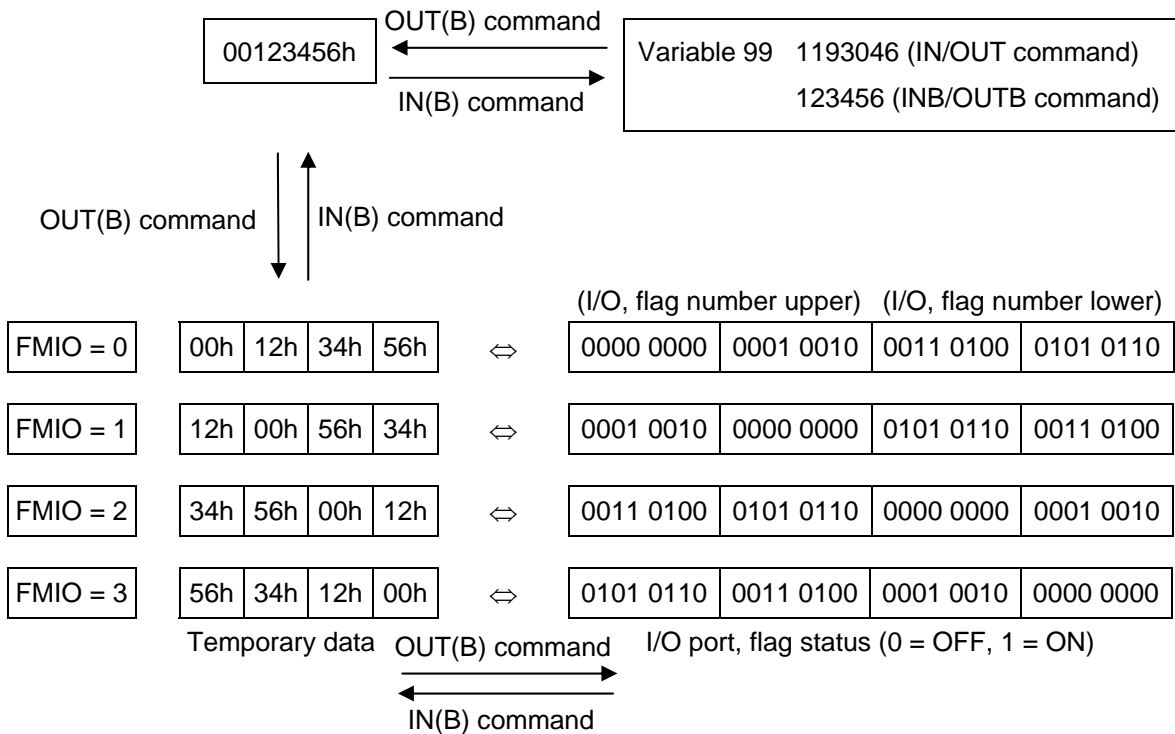 OUT(B) command
00123456h
Variable 99 1193046 (IN/OUT command)
123456 (INB/OUTB command)
IN(B) command
OUT(B) command
IN(B) command
(I/O, flag number upper) (I/O, flag number lower)
FMIO = 0 00h 12h 34h 56h ⇔ 0000 0000 0001 0010 0011 0100 0101 0110
FMIO = 1 12h 00h 56h 34h ⇔ 0001 0010 0000 0000 0101 0110 0011 0100
FMIO = 2 34h 56h 00h 12h ⇔ 0011 0100 0101 0110 0000 0000 0001 0010
FMIO = 3 56h 34h 12h 00h ⇔ 0101 0110 0011 0100 0001 0010 0000 0000
Temporary data OUT(B) command I/O port, flag status (0 = OFF, 1 = ON)
IN(B) command